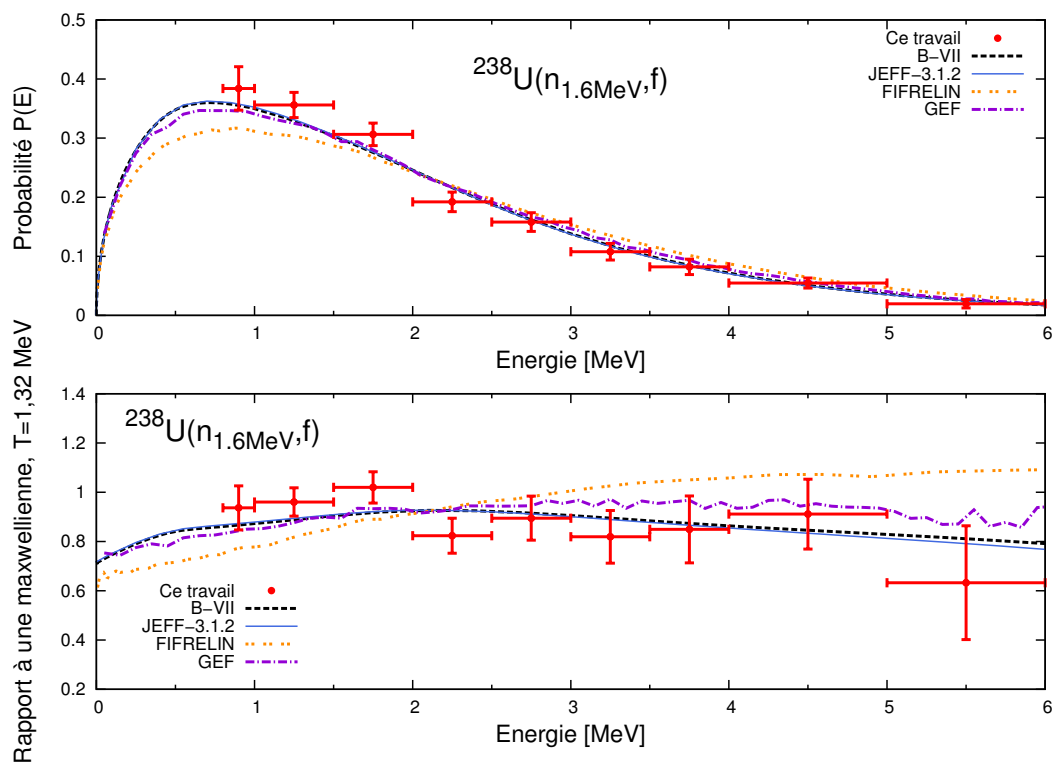 Probabilité P(E)
0.5
0.4
0.3
0.2
0.1
0
238U(n1.6MeV,f)
Ce travail
B−VII
JEFF−3.1.2
FIFRELIN
GEF
0 1 2 3 4 5 6
Energie [MeV]
Rapport à une maxwellienne, T=1,32 MeV
1.4
1.2
1
0.8
0.6
0.4
0.2
238U(n1.6MeV,f)
Ce travail
B−VII
JEFF−3.1.2
FIFRELIN
GEF
0 1 2 3 4 5 6
Energie [MeV]